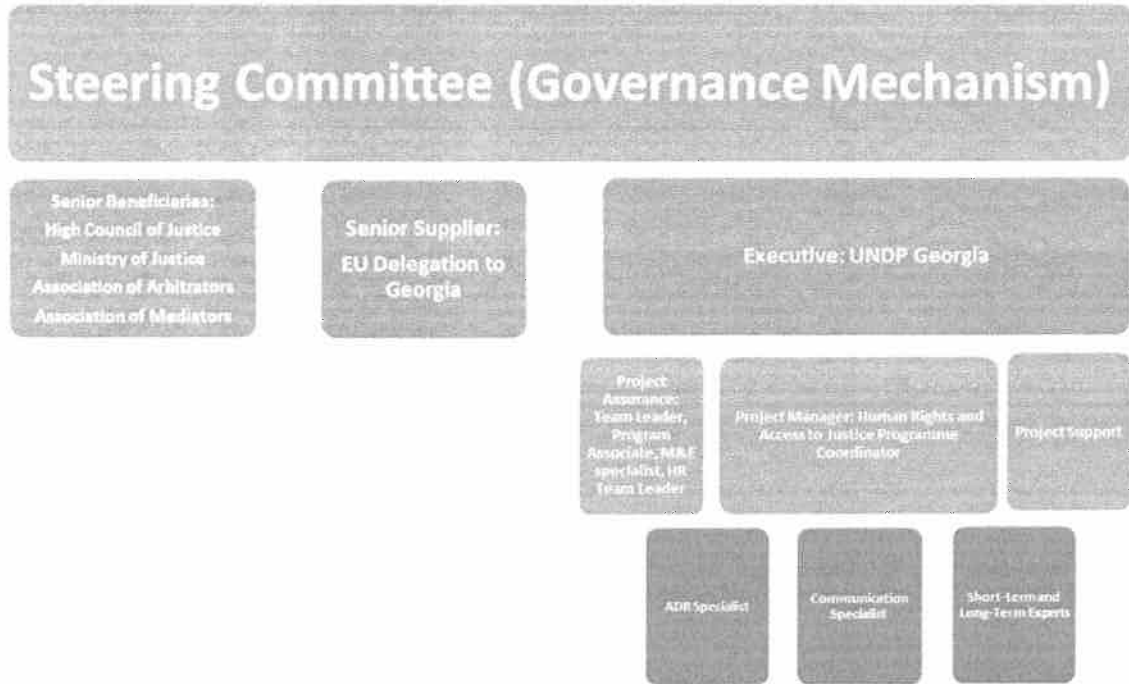 Steering Committee (Governance Mechanism)
Senior Beneficiaries:
High Council of Justice
Ministry of Justice
Association of Arbitrators
Association of Mediators
Senior Supplier:
EU Delegation to
Georgia
Executive: UNDP Georgia
Project
Assurance:
Team Leader,
Program
Associate, M&E
specialist, HR
Team Leader
Project Manager: Human Rights and
Access to Justice Programme
Coordinator
Project Support
ADR Specialist
Communication
Specialist
Short-term and
Long-Term Experts